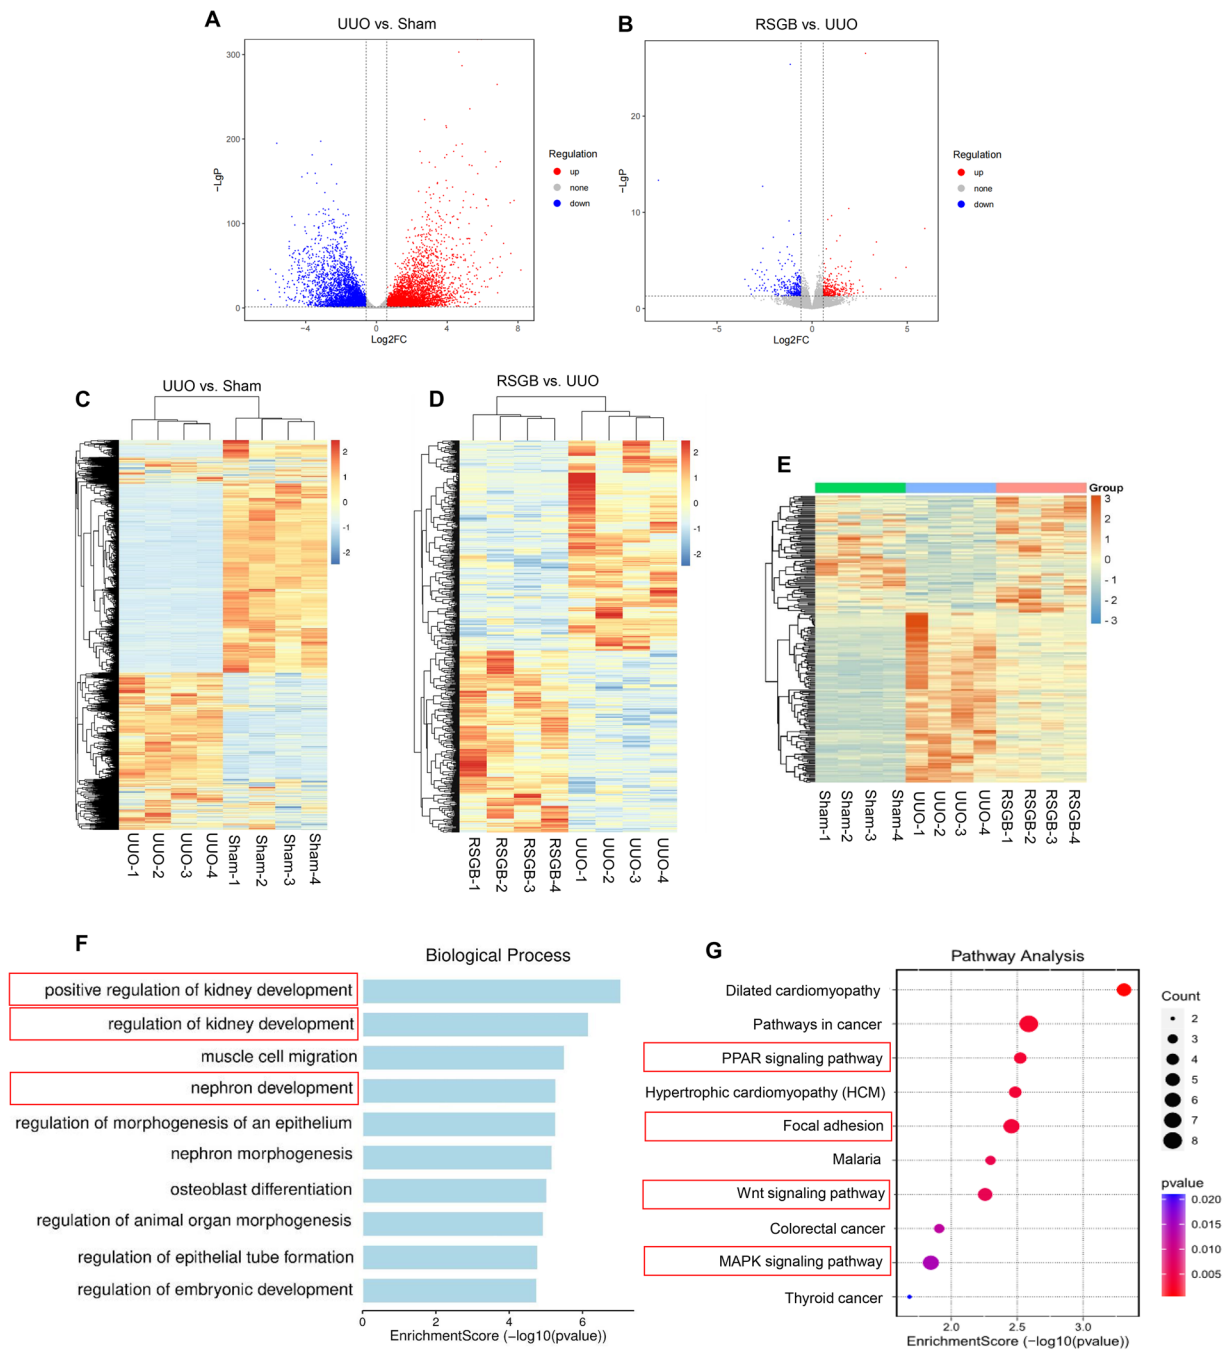 A
UUO vs. Sham
300
200
100
0
−LgP
−4
0
4
8
Log2FC
Regulation
up
none
down
B
RSGB vs. UUO
20
10
0
−LgP
−5
0
5
Log2FC
Regulation
up
none
down
C
UUO vs. Sham
2
1
0
-1
-2
UUO-1
UUO-2
UUO-3
UUO-4
Sham-1
Sham-2
Sham-3
Sham-4
D
RSGB vs. UUO
2
1
0
-1
-2
RSGB-1
RSGB-2
RSGB-3
RSGB-4
UUO-1
UUO-2
UUO-3
UUO-4
E
Group
3
2
1
0
- 1
- 2
- 3
Sham-1
Sham-2
Sham-3
Sham-4
UUO-1
UUO-2
UUO-3
UUO-4
RSGB-1
RSGB-2
RSGB-3
RSGB-4
F
Biological Process
positive regulation of kidney development
regulation of kidney development
muscle cell migration
nephron development
regulation of morphogenesis of an epithelium
nephron morphogenesis
osteoblast differentiation
regulation of animal organ morphogenesis
regulation of epithelial tube formation
regulation of embryonic development
0
2
4
6
EnrichmentScore (−log10(pvalue))
G
Pathway Analysis
Dilated cardiomyopathy
Pathways in cancer
PPAR signaling pathway
Hypertrophic cardiomyopathy (HCM)
Focal adhesion
Malaria
Wnt signaling pathway
Colorectal cancer
MAPK signaling pathway
Thyroid cancer
2.0
2.5
3.0
EnrichmentScore (−log10(pvalue))
Count
2
3
4
5
6
7
8
pvalue
0.020
0.015
0.010
0.005